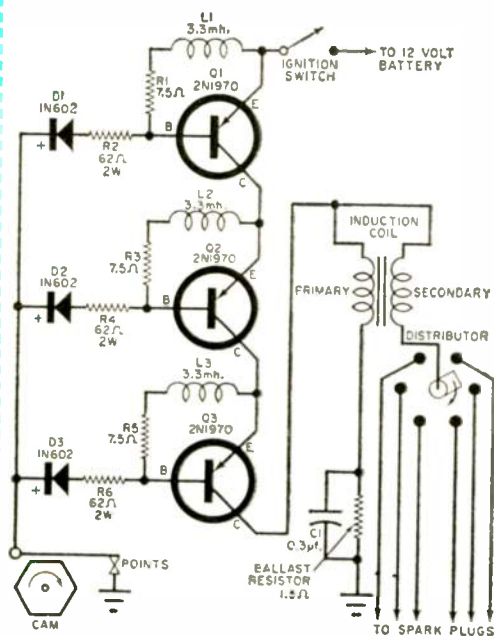 L1
3.3mh.
IGNITION
SWITCH
TO 12 VOLT
BATTERY
Q1
2N1970
R1
7.5Ω
D1
1N602
+
R2
62Ω
2W
B
E
C
L2
3.3mh.
Q2
2N1970
R3
7.5Ω
D2
1N602
+
R4
62Ω
2W
B
E
C
L3
3.3mh.
Q3
2N1970
R5
7.5Ω
D3
1N602
+
R6
62Ω
2W
B
E
C
INDUCTION
COIL
PRIMARY
SECONDARY
DISTRIBUTOR
C1
0.3μf.
BALLAST
RESISTOR
1.5Ω
POINTS
CAM
TO SPARK PLUGS